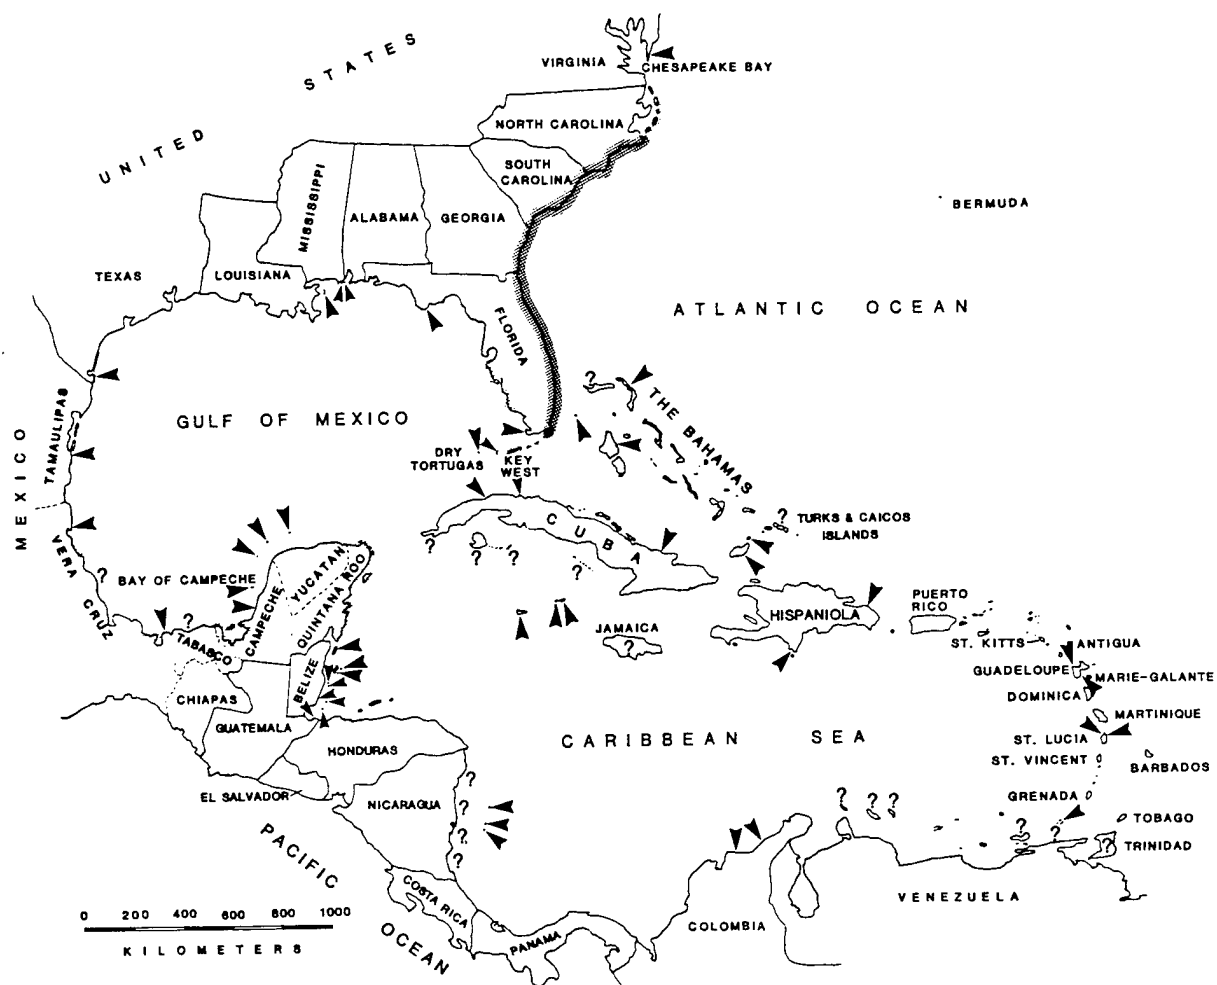 UNITED STATES
VIRGINIA
CHESAPEAKE BAY
NORTH CAROLINA
SOUTH
CAROLINA
MISSISSIPPI
ALABAMA
GEORGIA
BERMUDA
TEXAS
LOUISIANA
FLORIDA
ATLANTIC OCEAN
?
THE BAHAMAS
MEXICO
TAMAULIPAS
GULF OF MEXICO
DRY
TORTUGAS
KEY
WEST
CUBA
?
TURKS & CAICOS
ISLANDS
VERA CRUZ
?
BAY OF CAMPECHE
YUCATAN
QUINTANA ROO
CAMPECHE
?
?
?
?
?
TABASCO
HISPANIOLA
PUERTO
RICO
JAMAICA
?
ST. KITTS
ANTIGUA
GUADELOUPE
MARIE-GALANTE
DOMINICA
BELIZE
CHIAPAS
GUATEMALA
MARTINIQUE
CARIBBEAN SEA
ST. LUCIA
HONDURAS
ST. VINCENT
BARBADOS
EL SALVADOR
NICARAGUA
?
?
?
?
GRENADA
?
?
?
TOBAGO
?
?
?
TRINIDAD
PACIFIC OCEAN
COSTA RICA
PANAMA
COLOMBIA
VENEZUELA
0 200 400 600 800 1000
KILOMETERS